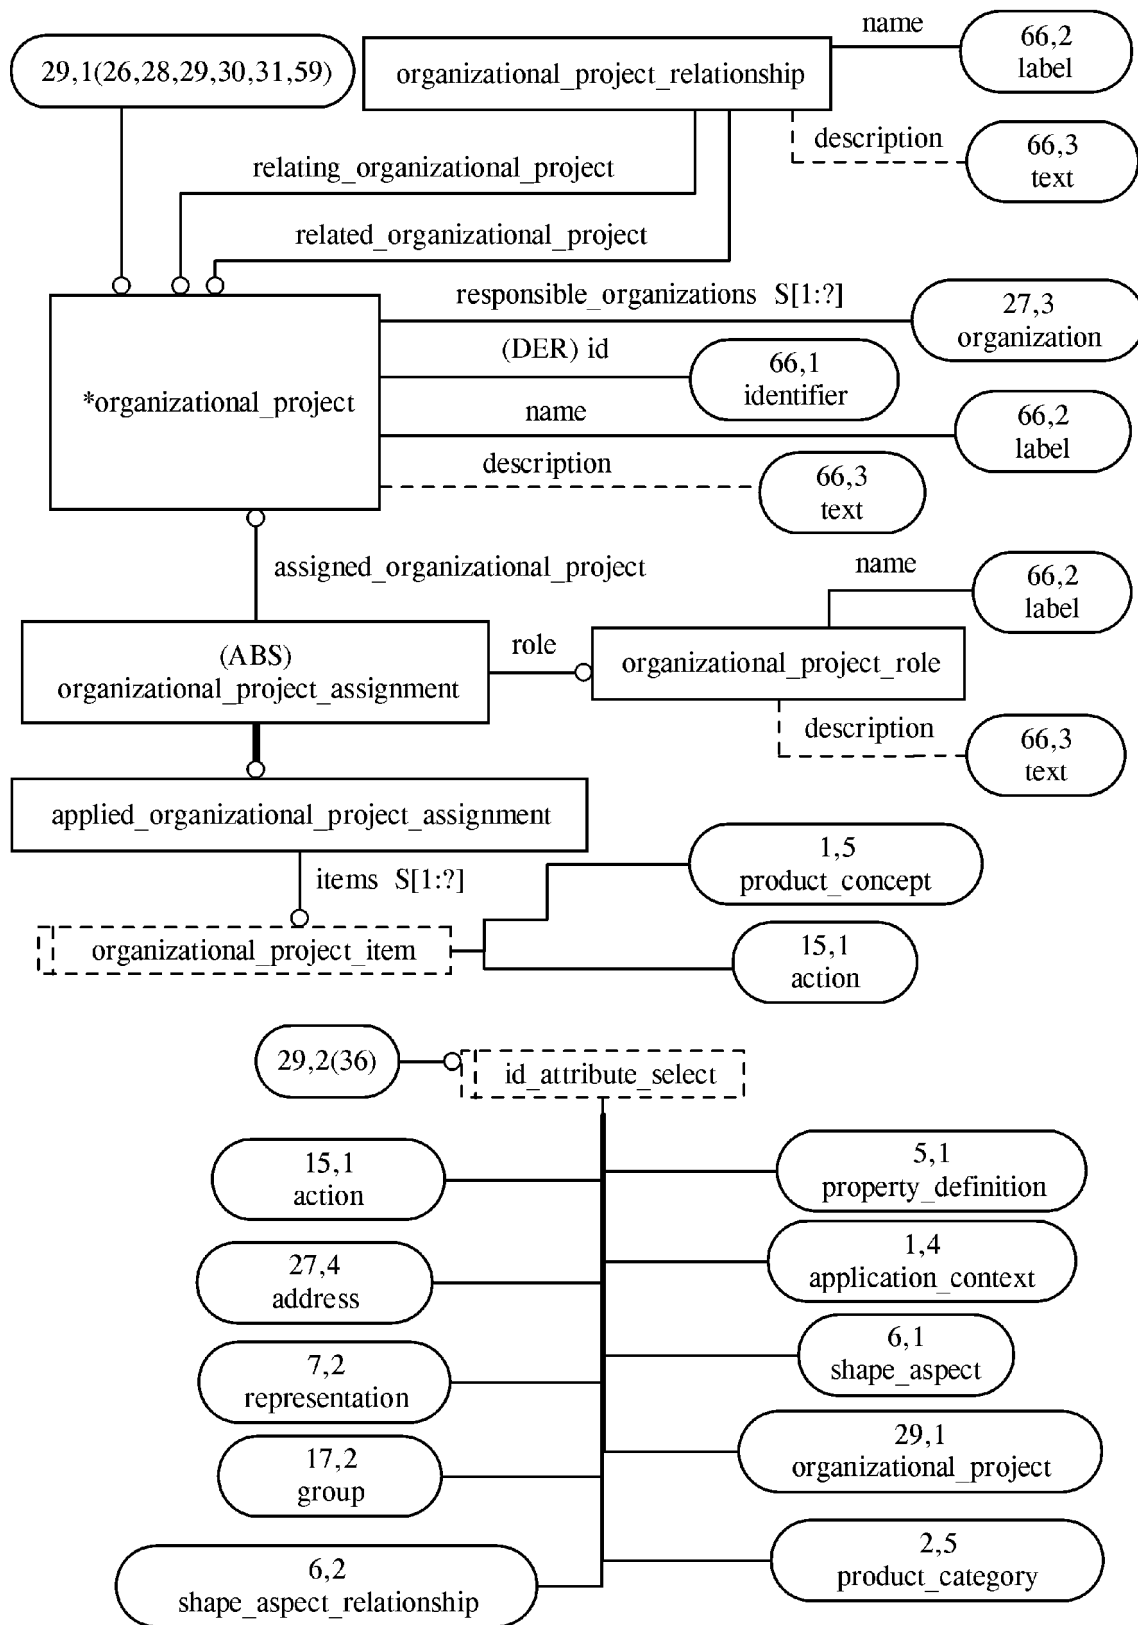 name
66,2
label
29,1(26,28,29,30,31,59)
organizational_project_relationship
description
66,3
text
relating_organizational_project
related_organizational_project
responsible_organizations S[1:?]
27,3
organization
(DER) id
66,1
identifier
*organizational_project
name
66,2
label
description
66,3
text
assigned_organizational_project
name
66,2
label
(ABS)
organizational_project_assignment
role
organizational_project_role
description
66,3
text
applied_organizational_project_assignment
items S[1:?]
1,5
product_concept
organizational_project_item
15,1
action
29,2(36)
id_attribute_select
15,1
action
5,1
property_definition
27,4
address
1,4
application_context
7,2
representation
6,1
shape_aspect
17,2
group
29,1
organizational_project
6,2
shape_aspect_relationship
2,5
product_category